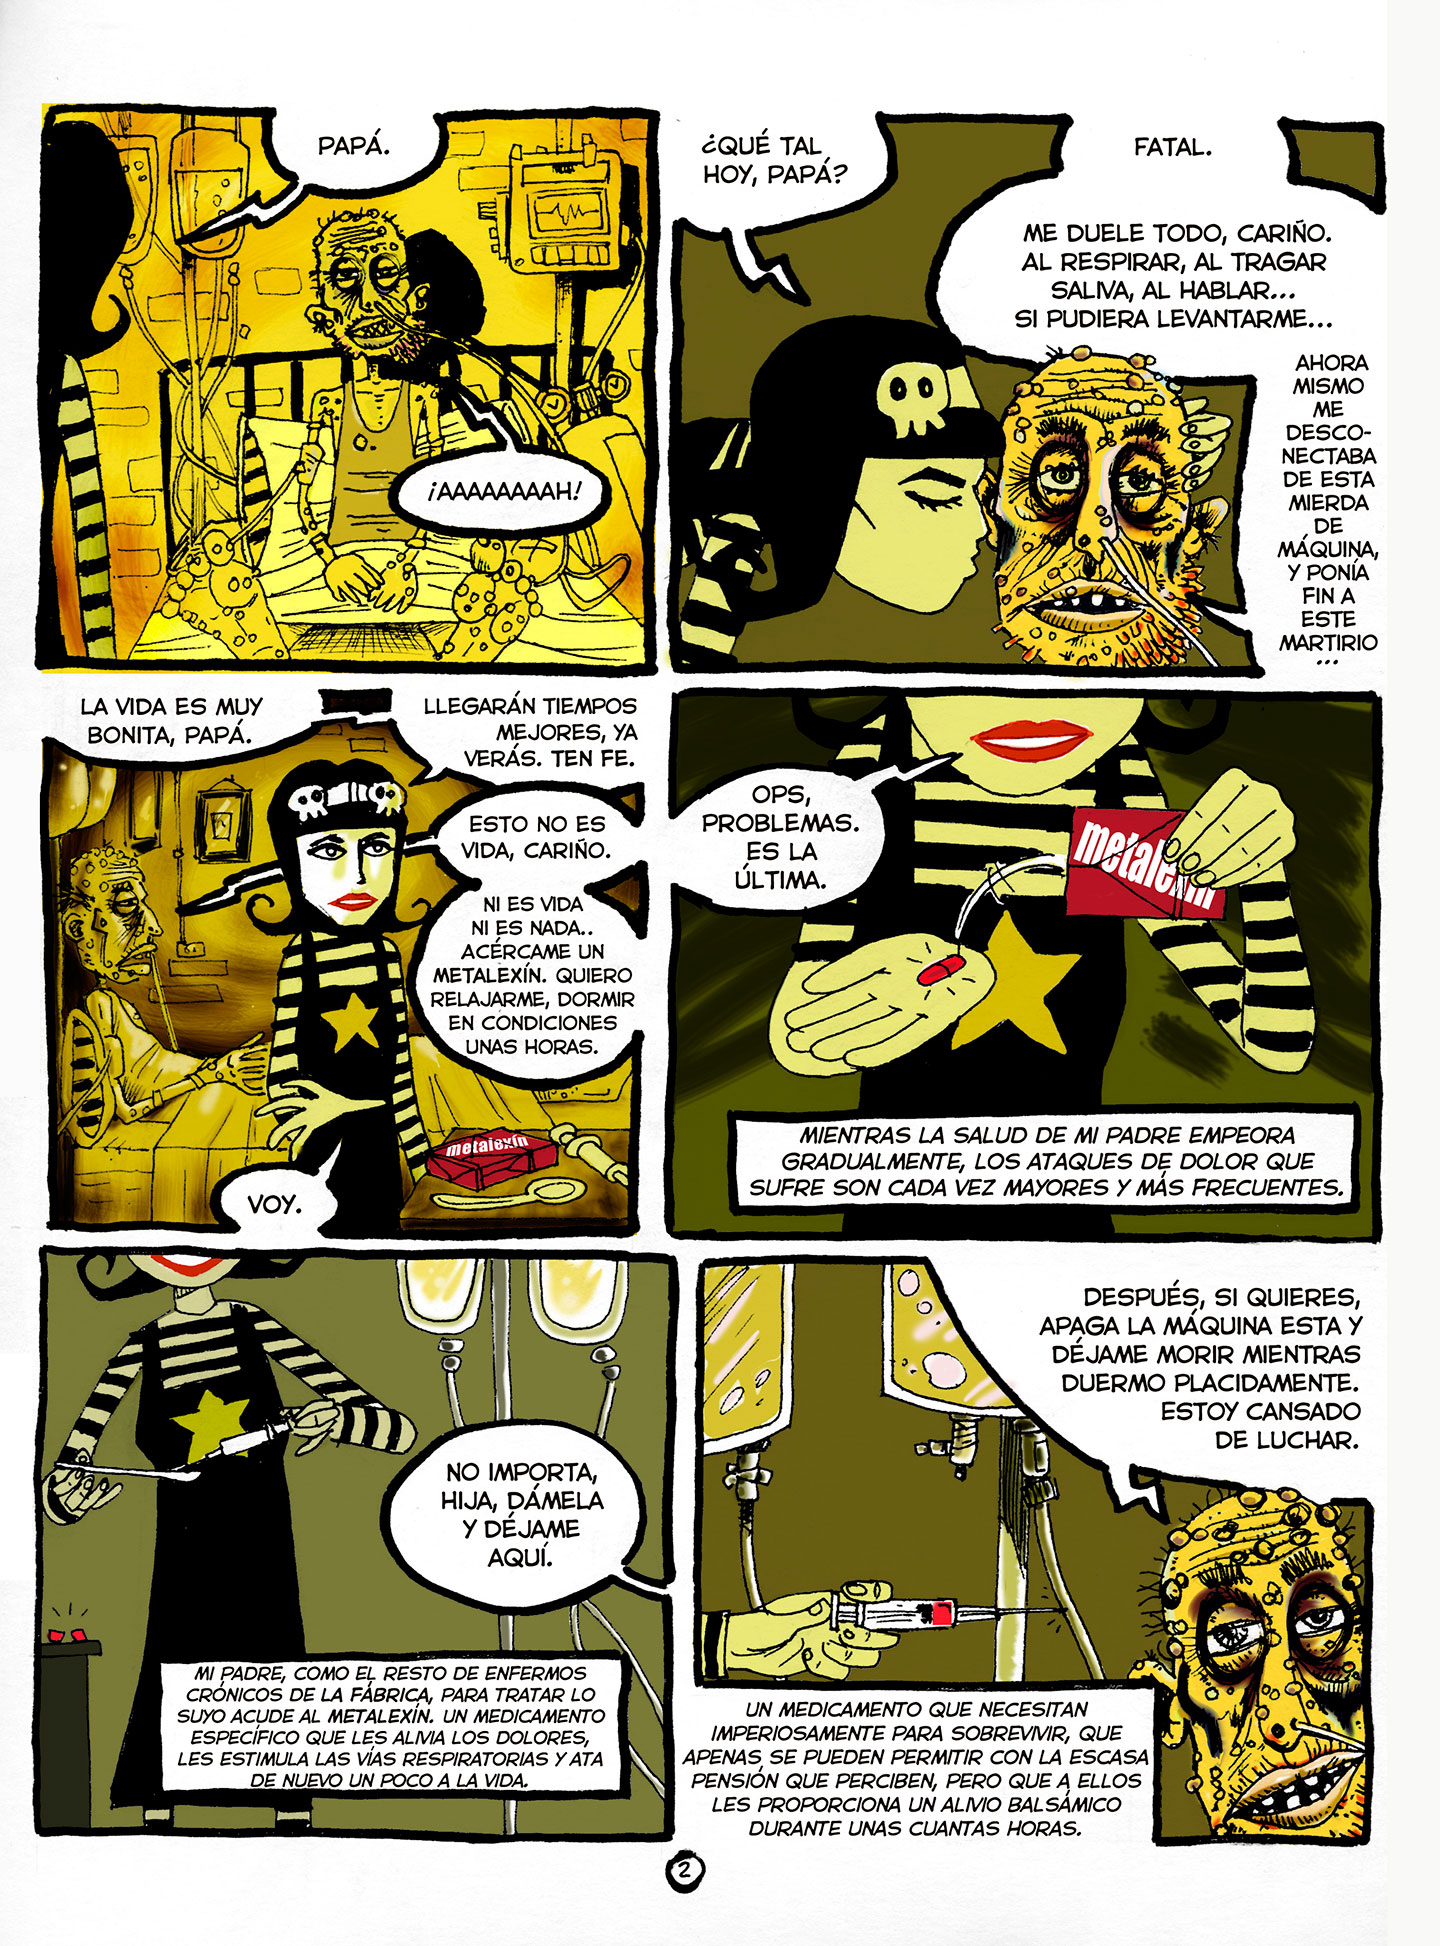 PAPÁ.
¡AAAAAAAAH!
¿QUÉ TAL
HOY, PAPÁ?
FATAL.
ME DUELE TODO, CARIÑO.
AL RESPIRAR, AL TRAGAR
SALIVA, AL HABLAR...
SI PUDIERA LEVANTARME...
AHORA
MISMO
ME
DESCO-
NECTABA
DE ESTA
MIERDA
DE
MÁQUINA,
Y PONÍA
FIN A
ESTE
MARTIRIO
...
LA VIDA ES MUY
BONITA, PAPÁ.
LLEGARÁN TIEMPOS
MEJORES, YA
VERÁS. TEN FE.
ESTO NO ES
VIDA, CARIÑO.
NI ES VIDA
NI ES NADA..
ACÉRCAME UN
METALEXÍN. QUIERO
RELAJARME, DORMIR
EN CONDICIONES
UNAS HORAS.
metalexín
VOY.
OPS,
PROBLEMAS.
ES LA
ÚLTIMA.
metalexín
MIENTRAS LA SALUD DE MI PADRE EMPEORA
GRADUALMENTE, LOS ATAQUES DE DOLOR QUE
SUFRE SON CADA VEZ MAYORES Y MÁS FRECUENTES.
NO IMPORTA,
HIJA, DÁMELA
Y DÉJAME
AQUÍ.
MI PADRE, COMO EL RESTO DE ENFERMOS
CRÓNICOS DE LA FÁBRICA, PARA TRATAR LO
SUYO ACUDE AL METALEXÍN. UN MEDICAMENTO
ESPECÍFICO QUE LES ALIVIA LOS DOLORES,
LES ESTIMULA LAS VÍAS RESPIRATORIAS Y ATA
DE NUEVO UN POCO A LA VIDA.
DESPUÉS, SI QUIERES,
APAGA LA MÁQUINA ESTA Y
DÉJAME MORIR MIENTRAS
DUERMO PLACIDAMENTE.
ESTOY CANSADO
DE LUCHAR.
UN MEDICAMENTO QUE NECESITAN
IMPERIOSAMENTE PARA SOBREVIVIR, QUE
APENAS SE PUEDEN PERMITIR CON LA ESCASA
PENSIÓN QUE PERCIBEN, PERO QUE A ELLOS
LES PROPORCIONA UN ALIVIO BALSÁMICO
DURANTE UNAS CUANTAS HORAS.
2